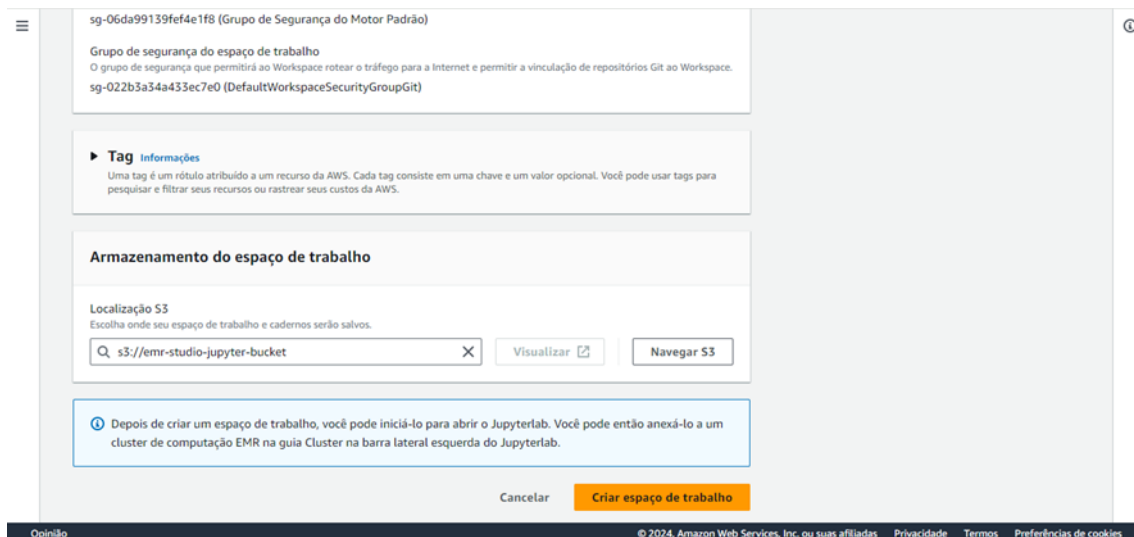 sg-06da99139fef4e1f8 (Grupo de Segurança do Motor Padrão)
Grupo de segurança do espaço de trabalho
O grupo de segurança que permitirá ao Workspace rotear o tráfego para a Internet e permitir a vinculação de repositórios Git ao Workspace.
sg-022b3a34a433ec7e0 (DefaultWorkspaceSecurityGroupGit)
Tag Informações
Uma tag é um rótulo atribuído a um recurso da AWS. Cada tag consiste em uma chave e um valor opcional. Você pode usar tags para
pesquisar e filtrar seus recursos ou rastrear seus custos da AWS.
Armazenamento do espaço de trabalho
Localização S3
Escolha onde seu espaço de trabalho e cadernos serão salvos.
s3://emr-studio-jupyter-bucket
Visualizar
Navegar S3
Depois de criar um espaço de trabalho, você pode iniciá-lo para abrir o Jupyterlab. Você pode então anexá-lo a um
cluster de computação EMR na guia Cluster na barra lateral esquerda do Jupyterlab.
Cancelar
Criar espaço de trabalho
Opinião
© 2024, Amazon Web Services, Inc. ou suas afiliadas
Privacidade
Termos
Preferências de cookies